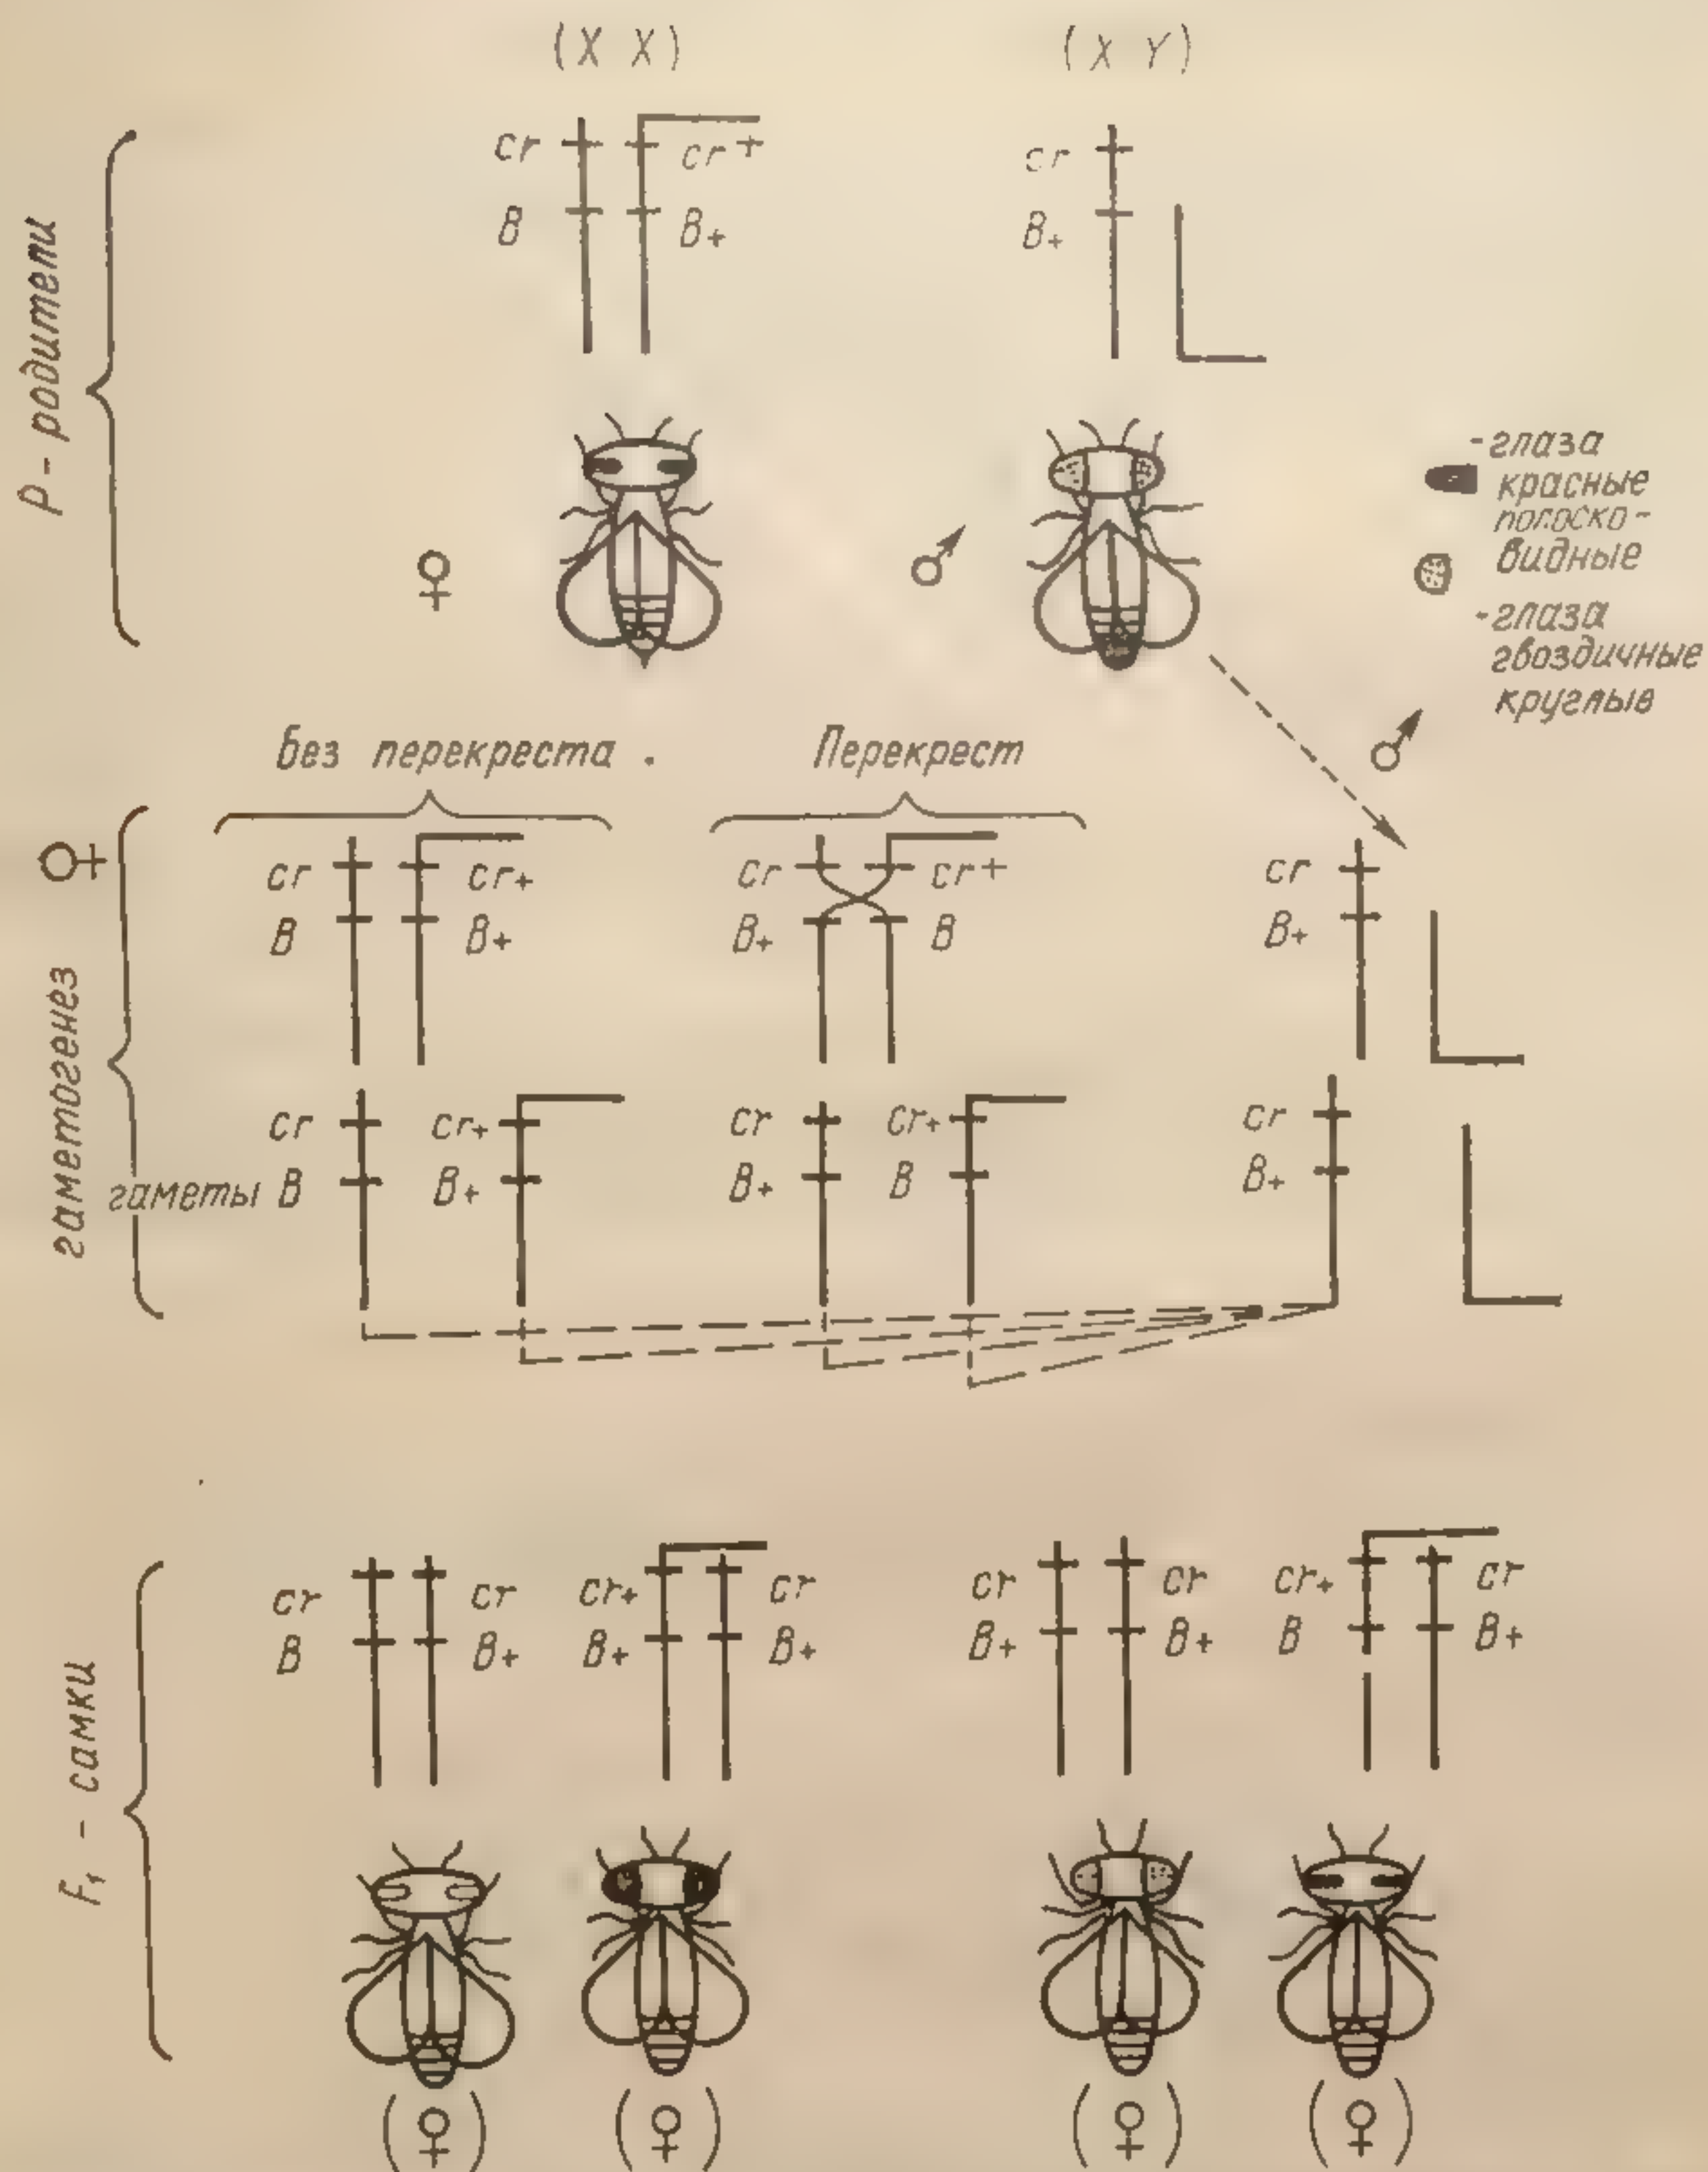 (X X)
(X Y)
P - родители
cr cr+
B B+
cr
B+
♀
♂
-глаза
красные
полоско-
видные
-глаза
гвоздичные
круглыв
♂
Без перекреста .
Перекрест
♀
гаметогенез
cr cr+
B B+
cr cr+
B+ B
cr
B+
cr cr+
гаметы B B+
cr cr+
B+ B
cr
B+
F1 - самки
cr cr
B B+
cr+ cr
B+ B+
cr cr
B+ B+
cr+ cr
B B+
(♀)
(♀)
(♀)
(♀)